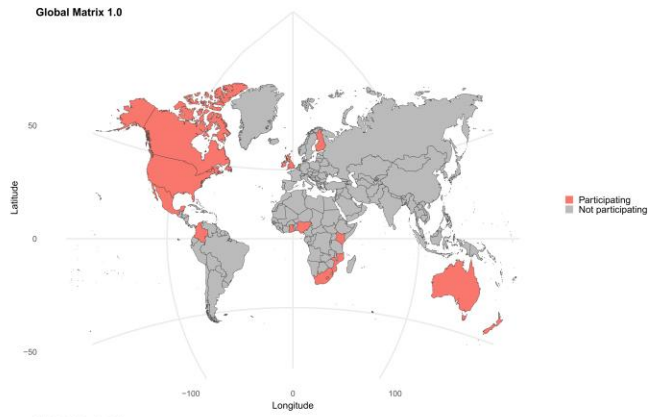 Global Matrix 1.0
50
0
−50
Latitude
−100
0
100
Longitude
Participating
Not participating